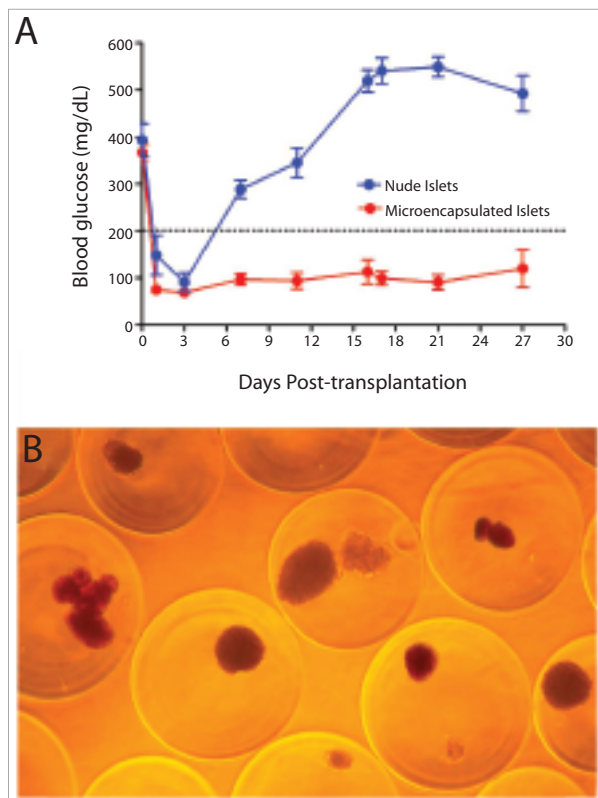 A
600
500
400
300
200
100
0
Blood glucose (mg/dL)
Nude Islets
Microencapsulated Islets
0 3 6 9 12 15 18 21 24 27 30
Days Post-transplantation
B